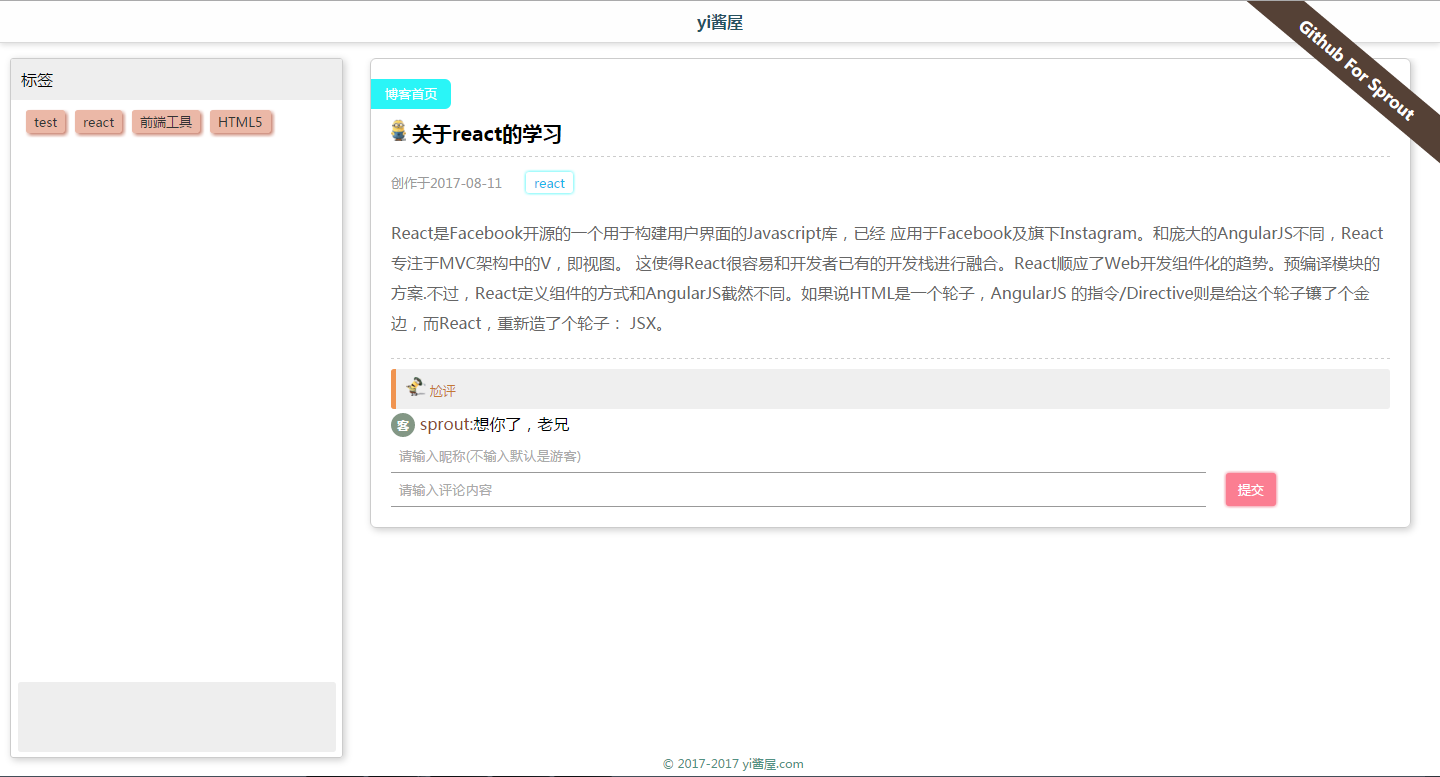 yi酱屋
Github For Sprout
标签
test react 前端工具 HTML5
博客首页
关于react的学习
创作于2017-08-11 react
React是Facebook开源的一个用于构建用户界面的Javascript库，已经 应用于Facebook及旗下Instagram。和庞大的AngularJS不同，React
专注于MVC架构中的V，即视图。 这使得React很容易和开发者已有的开发栈进行融合。React顺应了Web开发组件化的趋势。预编译模块的
方案.不过，React定义组件的方式和AngularJS截然不同。如果说HTML是一个轮子，AngularJS 的指令/Directive则是给这个轮子镶了个金
边，而React，重新造了个轮子： JSX。
尬评
客 sprout:想你了，老兄
请输入昵称(不输入默认是游客)
请输入评论内容
提交
© 2017-2017 yi酱屋.com